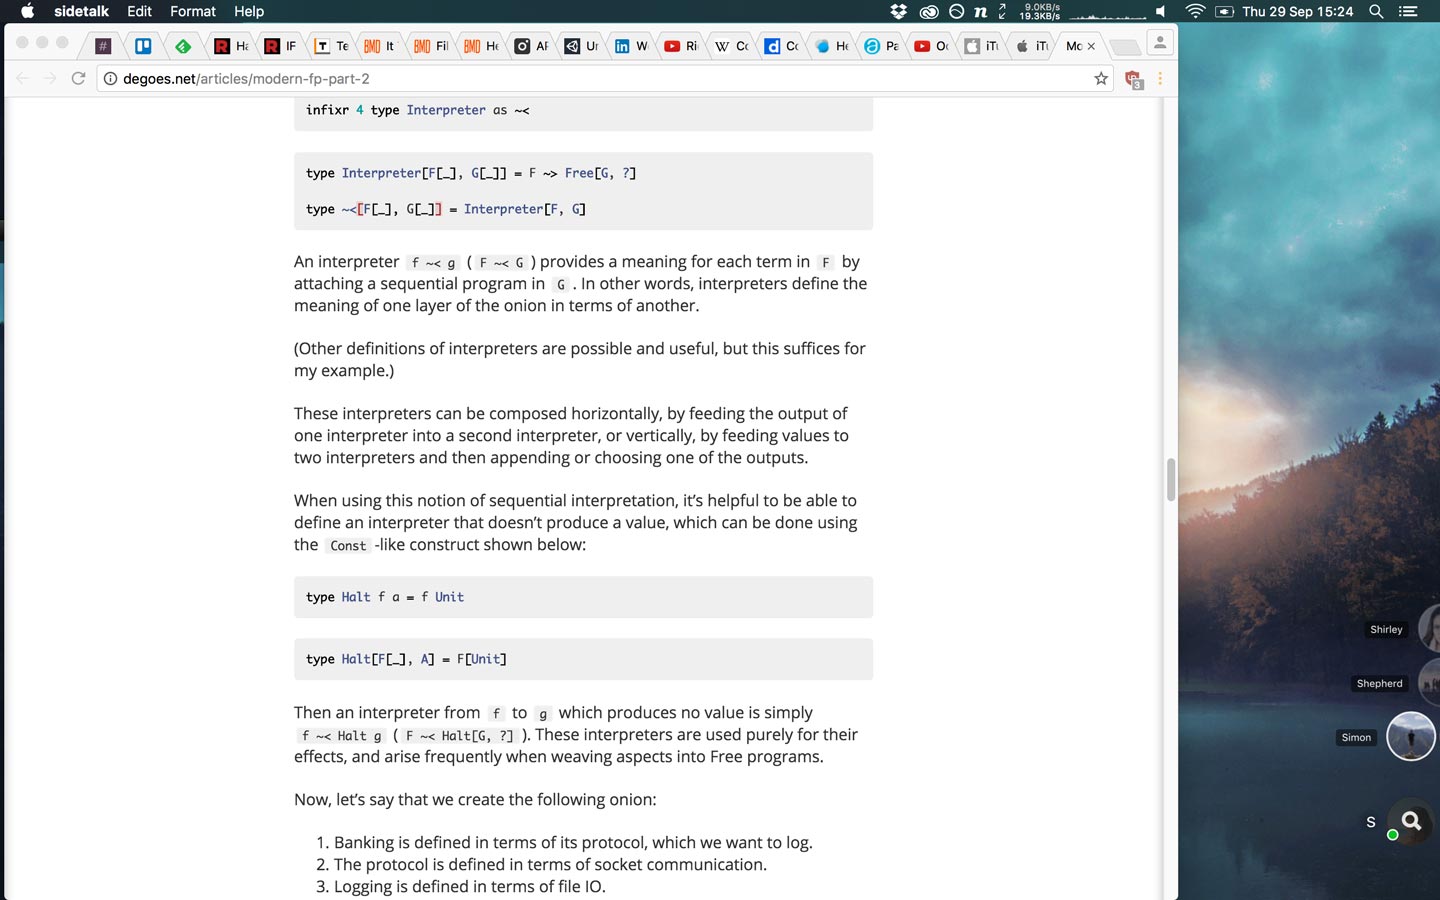 sidetalk Edit Format Help
9.0KB/s
19.3KB/s
Thu 29 Sep 15:24
# H IF T Te BMD It BMD Fil BMD He AI Ur in W Ri W Cc d Cc He Pa O iT iT Mo ×
degoes.net/articles/modern-fp-part-2
3
infixr 4 type Interpreter as ~<
type Interpreter[F[_], G[_]] = F ~> Free[G, ?]
type ~<[F[_], G[_]] = Interpreter[F, G]
An interpreter f ~< g ( F ~< G ) provides a meaning for each term in F by
attaching a sequential program in G . In other words, interpreters define the
meaning of one layer of the onion in terms of another.
(Other definitions of interpreters are possible and useful, but this suffices for
my example.)
These interpreters can be composed horizontally, by feeding the output of
one interpreter into a second interpreter, or vertically, by feeding values to
two interpreters and then appending or choosing one of the outputs.
When using this notion of sequential interpretation, it’s helpful to be able to
define an interpreter that doesn’t produce a value, which can be done using
the Const -like construct shown below:
type Halt f a = f Unit
type Halt[F[_], A] = F[Unit]
Then an interpreter from f to g which produces no value is simply
f ~< Halt g ( F ~< Halt[G, ?] ). These interpreters are used purely for their
effects, and arise frequently when weaving aspects into Free programs.
Now, let’s say that we create the following onion:
1. Banking is defined in terms of its protocol, which we want to log.
2. The protocol is defined in terms of socket communication.
3. Logging is defined in terms of file IO.
Shirley
Shepherd
Simon
S